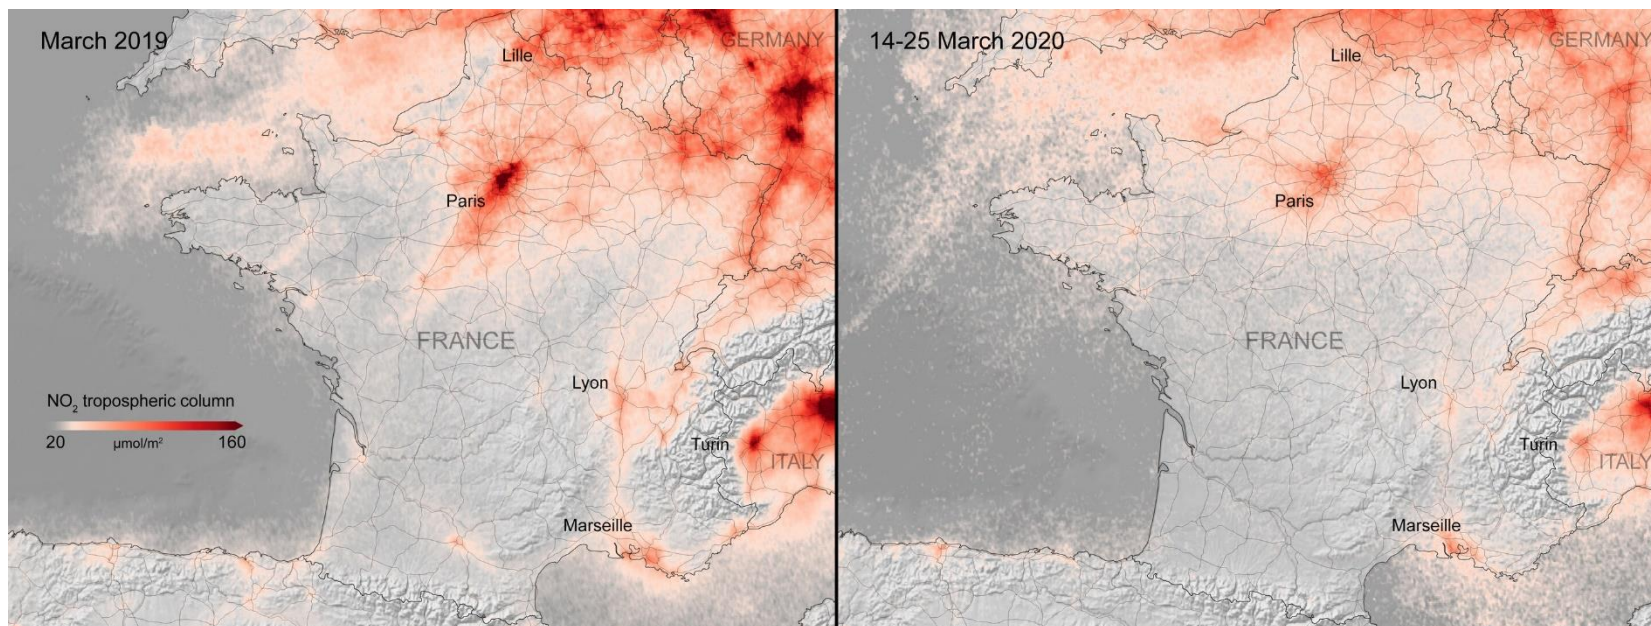 March 2019
GERMANY
Lille
Paris
FRANCE
Lyon
NO2 tropospheric column
20 µmol/m² 160
Turin
ITALY
Marseille
14-25 March 2020
GERMANY
Lille
Paris
FRANCE
Lyon
Turin
ITALY
Marseille